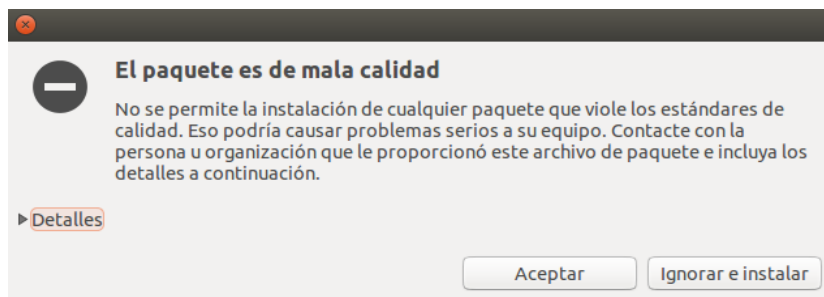 El paquete es de mala calidad
No se permite la instalación de cualquier paquete que viole los estándares de
calidad. Eso podría causar problemas serios a su equipo. Contacte con la
persona u organización que le proporcionó este archivo de paquete e incluya los
detalles a continuación.
Detalles
Aceptar
Ignorar e instalar